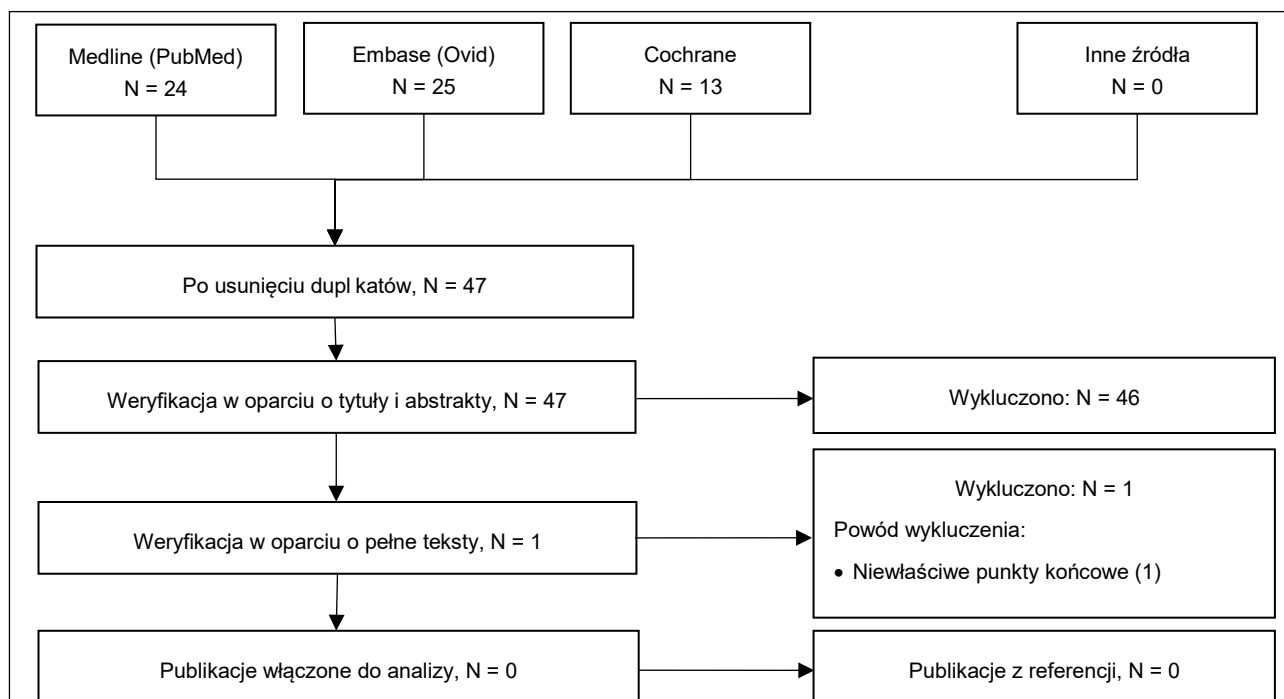 Medline (PubMed)
N = 24
Embase (Ovid)
N = 25
Cochrane
N = 13
Inne źródła
N = 0
Po usunięciu dupl katów, N = 47
Weryfikacja w oparciu o tytuły i abstrakty, N = 47
Wykluczono: N = 46
Weryfikacja w oparciu o pełne teksty, N = 1
Wykluczono: N = 1
Powód wykluczenia:
• Niewłaściwe punkty końcowe (1)
Publikacje włączone do analizy, N = 0
Publikacje z referencji, N = 0